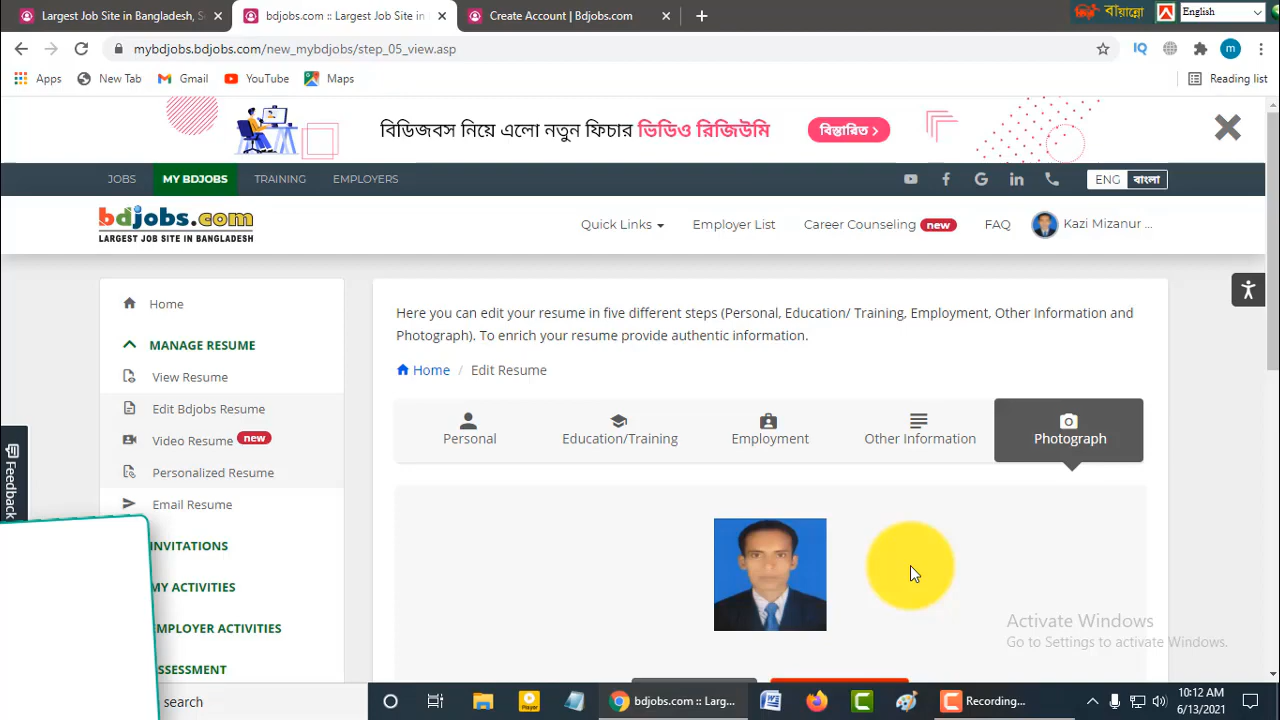 Largest Job Site in Bangladesh, S
bdjobs.com :: Largest Job Site in
Create Account | Bdjobs.com
বায়ান্নো
English
mybdjobs.bdjobs.com/new_mybdjobs/step_05_view.asp
IQ
m
Apps
New Tab
Gmail
YouTube
Maps
Reading list
বিডিজবস নিয়ে এলো নতুন ফিচার ভিডিও রিজিউমি
বিস্তারিত
JOBS
MY BDJOBS
TRAINING
EMPLOYERS
ENG
বাংলা
bdjobs.com
LARGEST JOB SITE IN BANGLADESH
Quick Links
Employer List
Career Counseling new
FAQ
Kazi Mizanur ...
Home
MANAGE RESUME
View Resume
Edit Bdjobs Resume
Video Resume new
Personalized Resume
Email Resume
INVITATIONS
MY ACTIVITIES
EMPLOYER ACTIVITIES
ASSESSMENT
Feedback
Here you can edit your resume in five different steps (Personal, Education/ Training, Employment, Other Information and
Photograph). To enrich your resume provide authentic information.
Home / Edit Resume
Personal
Education/Training
Employment
Other Information
Photograph
Activate Windows
Go to Settings to activate Windows.
search
Player
bdjobs.com :: Larg...
Recording...
10:12 AM
6/13/2021